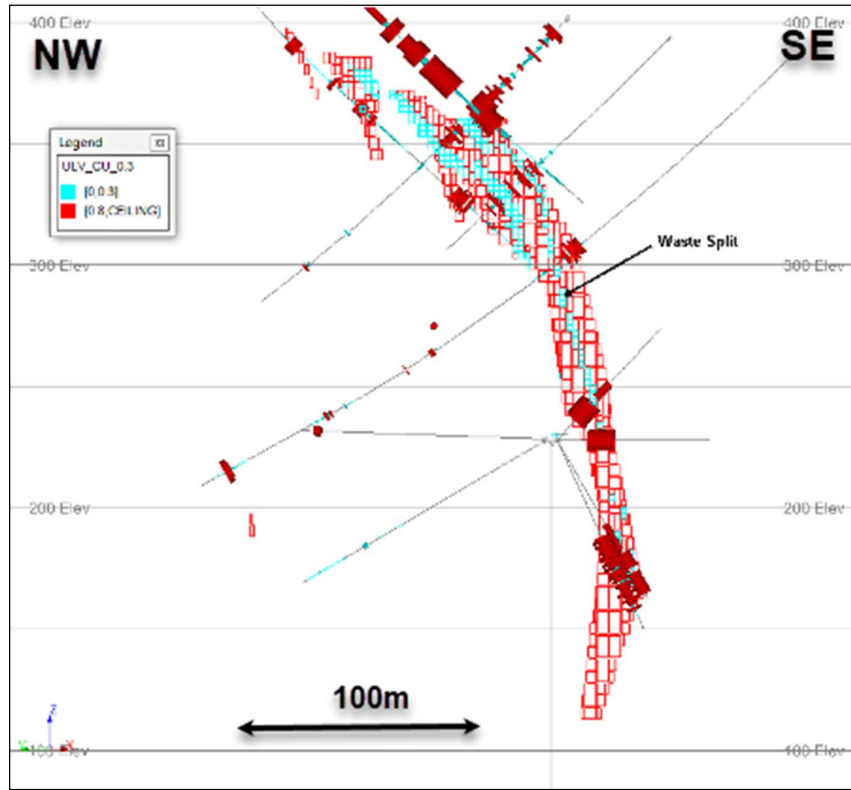 400 Elev
400 Elev
NW
SE
Legend
ULV_CU_0.3
[0,0.3]
[0.8,CEILING]
Waste Split
300 Elev
300 Elev
200 Elev
200 Elev
100m
Z
Y
X
100 Elev
100 Elev